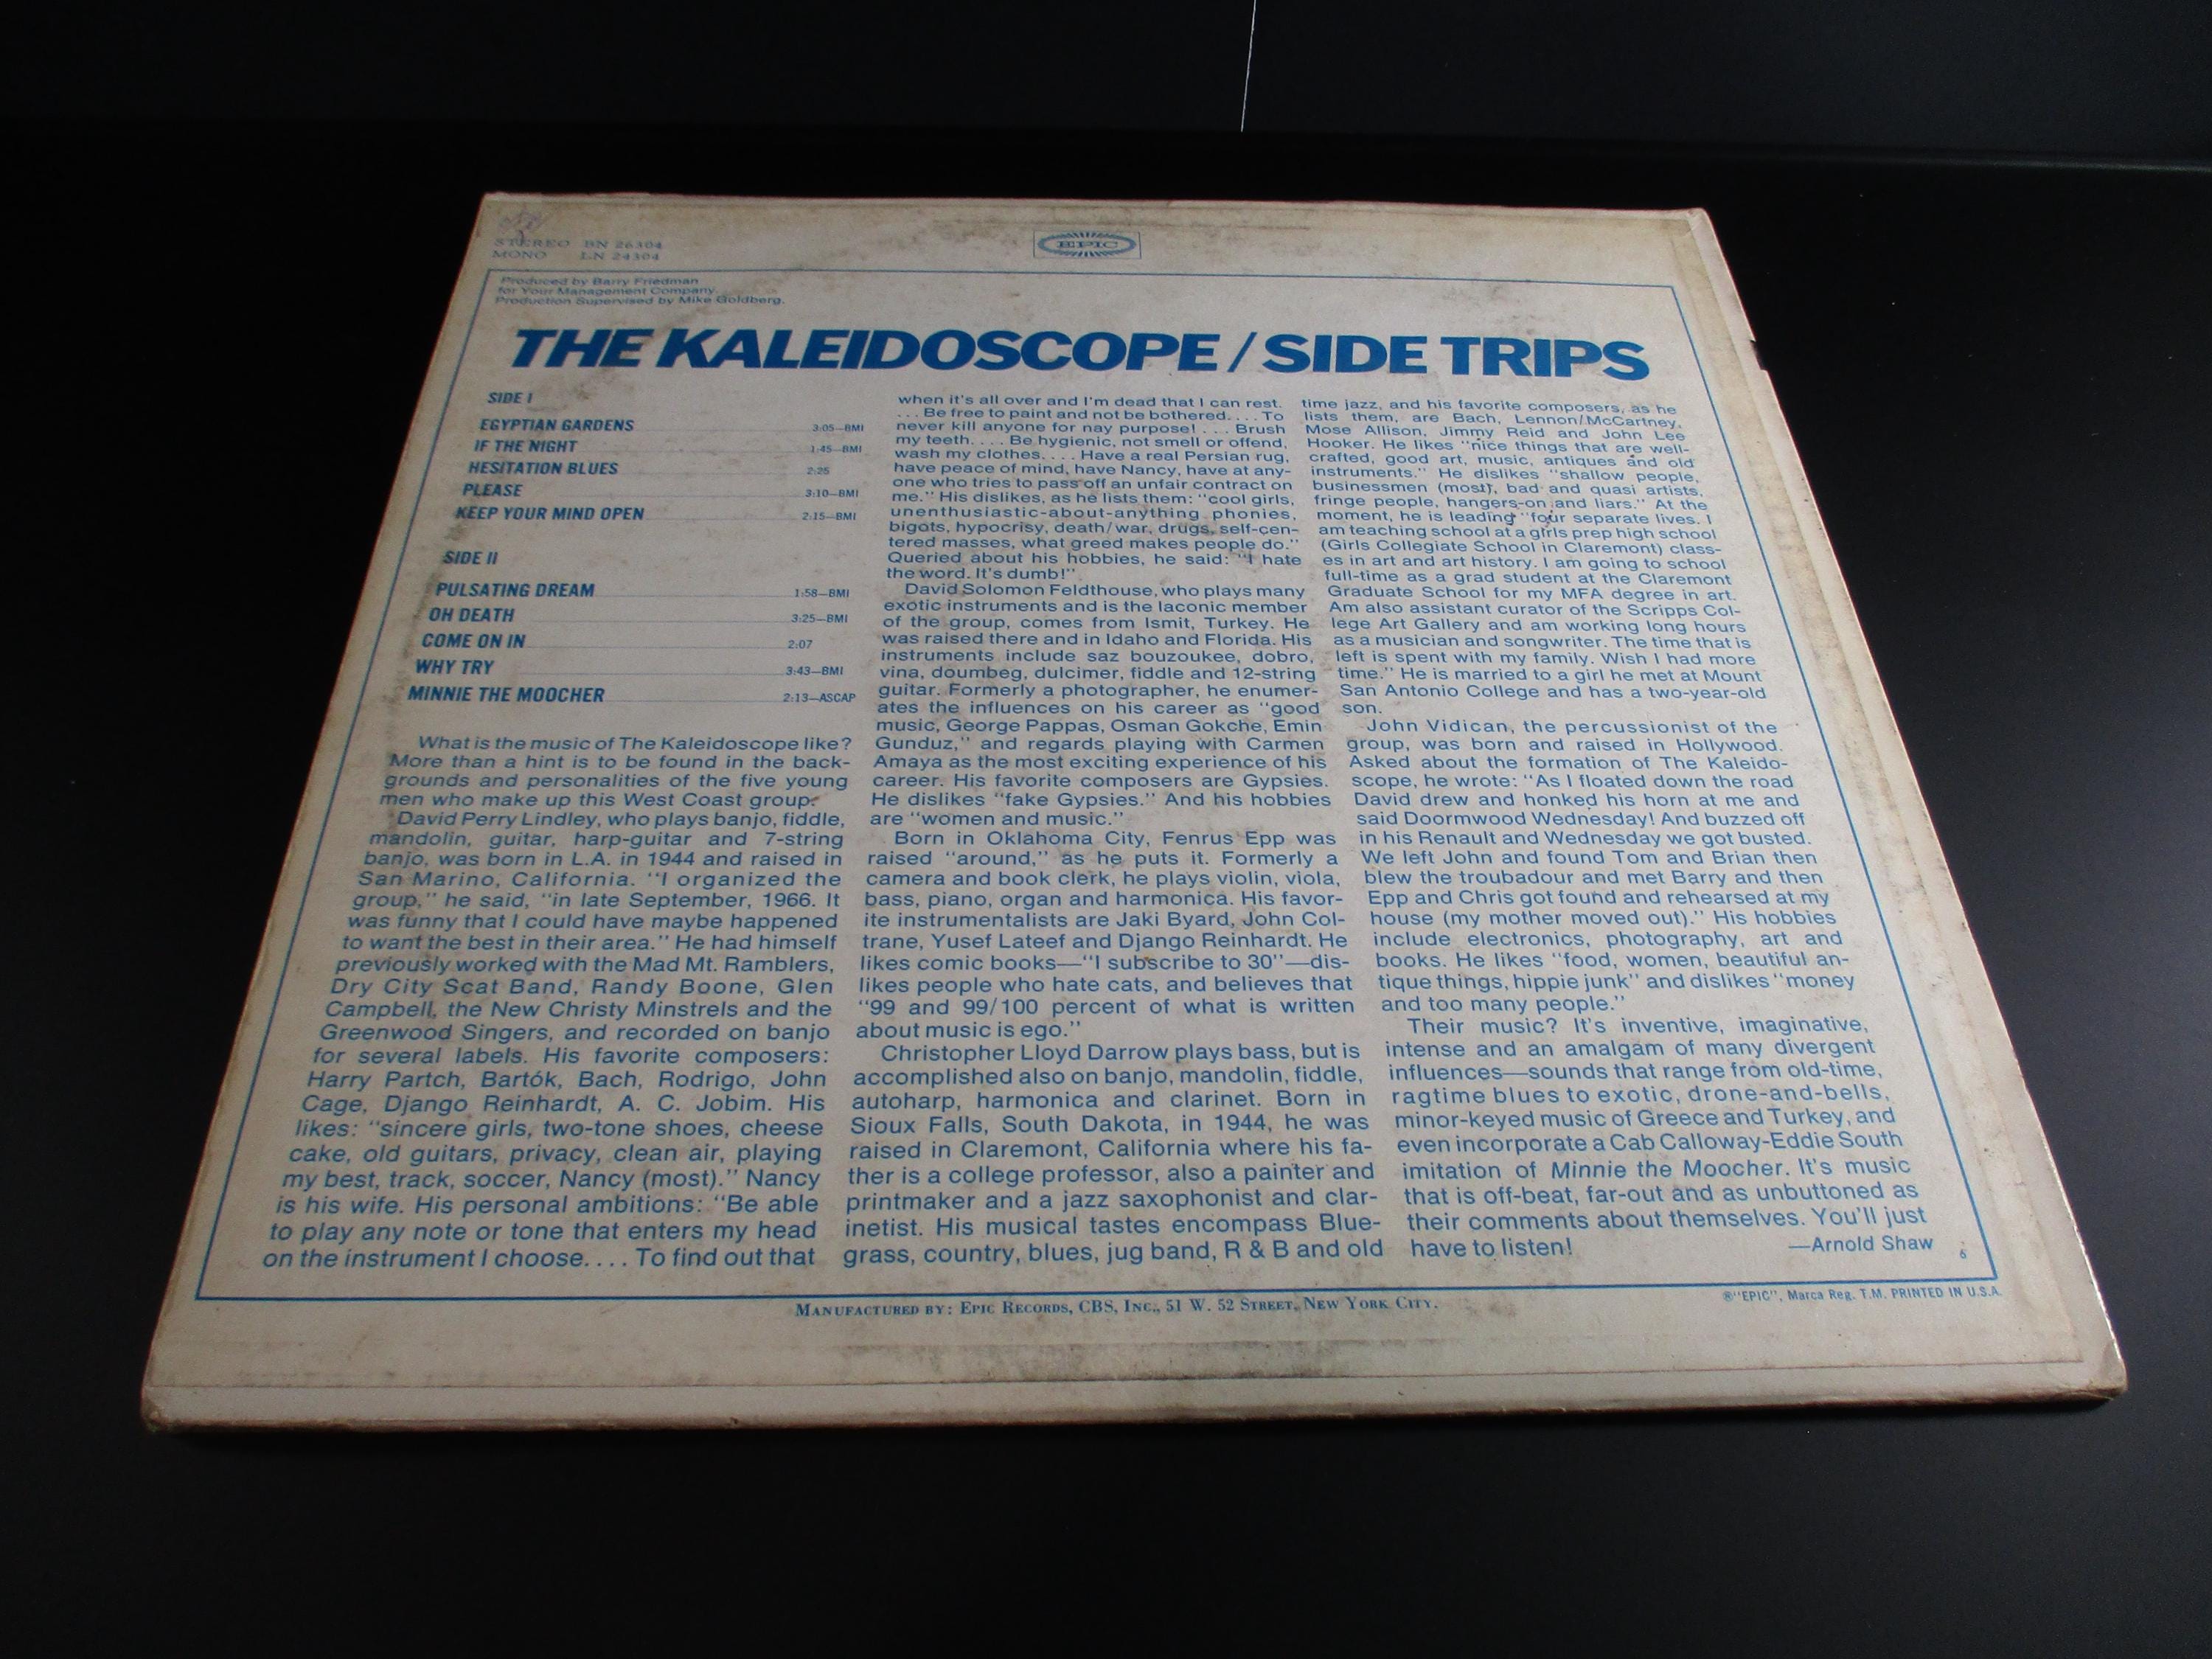 STEREO BN 26304
MONO LN 24304
EPIC
Produced by Barry Friedman
for Your Management Company.
Production Supervised by Mike Goldberg.
THE KALEIDOSCOPE/SIDE TRIPS
SIDE I
EGYPTIAN GARDENS 3:05—BMI
IF THE NIGHT 1:45—BMI
HESITATION BLUES 2:25
PLEASE 3:10—BMI
KEEP YOUR MIND OPEN 2:15—BMI
SIDE II
PULSATING DREAM 1:58—BMI
OH DEATH 3:25—BMI
COME ON IN 2:07
WHY TRY 3:43—BMI
MINNIE THE MOOCHER 2:13—ASCAP
What is the music of The Kaleidoscope like?
More than a hint is to be found in the back-
grounds and personalities of the five young
men who make up this West Coast group.
David Perry Lindley, who plays banjo, fiddle,
mandolin, guitar, harp-guitar and 7-string
banjo, was born in L.A. in 1944 and raised in
San Marino, California. "I organized the
group," he said, "in late September, 1966. It
was funny that I could have maybe happened
to want the best in their area." He had himself
previously worked with the Mad Mt. Ramblers,
Dry City Scat Band, Randy Boone, Glen
Campbell, the New Christy Minstrels and the
Greenwood Singers, and recorded on banjo
for several labels. His favorite composers:
Harry Partch, Bartók, Bach, Rodrigo, John
Cage, Django Reinhardt, A. C. Jobim. His
likes: "sincere girls, two-tone shoes, cheese
cake, old guitars, privacy, clean air, playing
my best, track, soccer, Nancy (most)." Nancy
is his wife. His personal ambitions: "Be able
to play any note or tone that enters my head
on the instrument I choose. . . . To find out that
when it's all over and I'm dead that I can rest.
. . . Be free to paint and not be bothered. . . . To
never kill anyone for nay purpose! . . . Brush
my teeth. . . . Be hygienic, not smell or offend,
wash my clothes. . . . Have a real Persian rug,
have peace of mind, have Nancy, have at any-
one who tries to pass off an unfair contract on
me." His dislikes, as he lists them: "cool girls,
unenthusiastic-about-anything phonies,
bigots, hypocrisy, death/war, drugs, self-cen-
tered masses, what greed makes people do."
Queried about his hobbies, he said: "I hate
the word. It's dumb!"
David Solomon Feldthouse, who plays many
exotic instruments and is the laconic member
of the group, comes from Ismit, Turkey. He
was raised there and in Idaho and Florida. His
instruments include saz bouzoukee, dobro,
vina, doumbeg, dulcimer, fiddle and 12-string
guitar. Formerly a photographer, he enumer-
ates the influences on his career as "good
music, George Pappas, Osman Gokche, Emin
Gunduz," and regards playing with Carmen
Amaya as the most exciting experience of his
career. His favorite composers are Gypsies.
He dislikes "fake Gypsies." And his hobbies
are "women and music."
Born in Oklahoma City, Fenrus Epp was
raised "around," as he puts it. Formerly a
camera and book clerk, he plays violin, viola,
bass, piano, organ and harmonica. His favor-
ite instrumentalists are Jaki Byard, John Col-
trane, Yusef Lateef and Django Reinhardt. He
likes comic books—"I subscribe to 30"—dis-
likes people who hate cats, and believes that
"99 and 99/100 percent of what is written
about music is ego."
Christopher Lloyd Darrow plays bass, but is
accomplished also on banjo, mandolin, fiddle,
autoharp, harmonica and clarinet. Born in
Sioux Falls, South Dakota, in 1944, he was
raised in Claremont, California where his fa-
ther is a college professor, also a painter and
printmaker and a jazz saxophonist and clar-
inetist. His musical tastes encompass Blue-
grass, country, blues, jug band, R & B and old
time jazz, and his favorite composers, as he
lists them, are Bach, Lennon/McCartney,
Mose Allison, Jimmy Reid and John Lee
Hooker. He likes "nice things that are well-
crafted, good art, music, antiques and old
instruments." He dislikes "shallow people,
businessmen (most), bad and quasi artists,
fringe people, hangers-on and liars." At the
moment, he is leading "four separate lives. I
am teaching school at a girls prep high school
(Girls Collegiate School in Claremont) class-
es in art and art history. I am going to school
full-time as a grad student at the Claremont
Graduate School for my MFA degree in art.
Am also assistant curator of the Scripps Col-
lege Art Gallery and am working long hours
as a musician and songwriter. The time that is
left is spent with my family. Wish I had more
time." He is married to a girl he met at Mount
San Antonio College and has a two-year-old
son.
John Vidican, the percussionist of the
group, was born and raised in Hollywood.
Asked about the formation of The Kaleido-
scope, he wrote: "As I floated down the road
David drew and honked his horn at me and
said Doormwood Wednesday! And buzzed off
in his Renault and Wednesday we got busted.
We left John and found Tom and Brian then
blew the troubadour and met Barry and then
Epp and Chris got found and rehearsed at my
house (my mother moved out)." His hobbies
include electronics, photography, art and
books. He likes "food, women, beautiful an-
tique things, hippie junk" and dislikes "money
and too many people."
Their music? It's inventive, imaginative,
intense and an amalgam of many divergent
influences—sounds that range from old-time,
ragtime blues to exotic, drone-and-bells,
minor-keyed music of Greece and Turkey, and
even incorporate a Cab Calloway-Eddie South
imitation of Minnie the Moocher. It's music
that is off-beat, far-out and as unbuttoned as
their comments about themselves. You'll just
have to listen!
—Arnold Shaw
6
MANUFACTURED BY: EPIC RECORDS, CBS, INC., 51 W. 52 STREET, NEW YORK CITY.
®"EPIC", Marca Reg. T.M. PRINTED IN U.S.A.